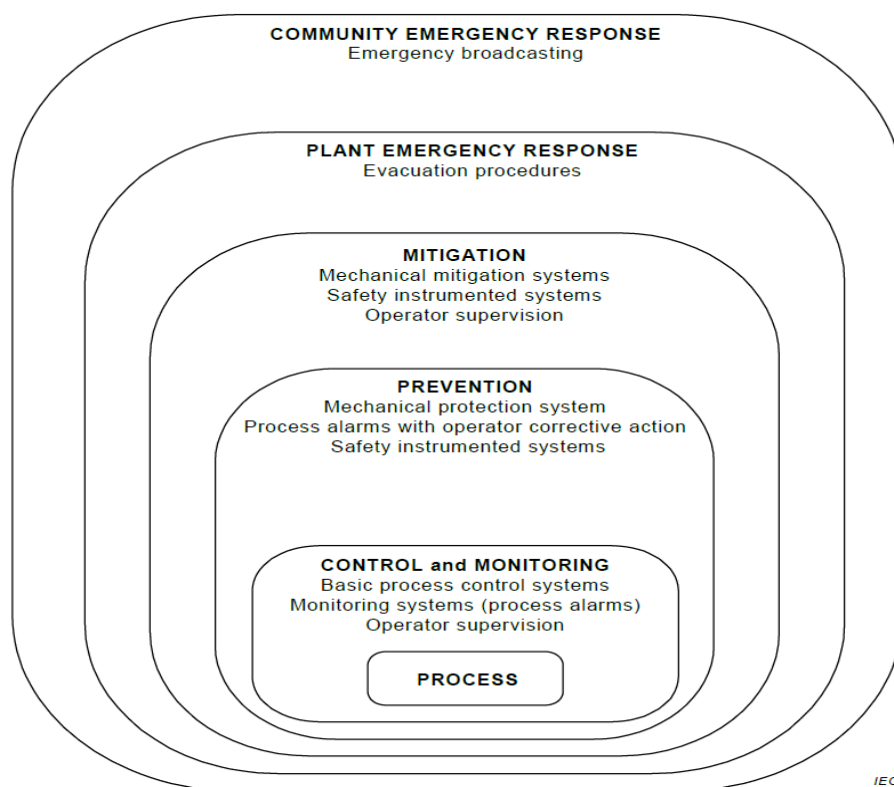 COMMUNITY EMERGENCY RESPONSE
Emergency broadcasting
PLANT EMERGENCY RESPONSE
Evacuation procedures
MITIGATION
Mechanical mitigation systems
Safety instrumented systems
Operator supervision
PREVENTION
Mechanical protection system
Process alarms with operator corrective action
Safety instrumented systems
CONTROL and MONITORING
Basic process control systems
Monitoring systems (process alarms)
Operator supervision
PROCESS
IEC